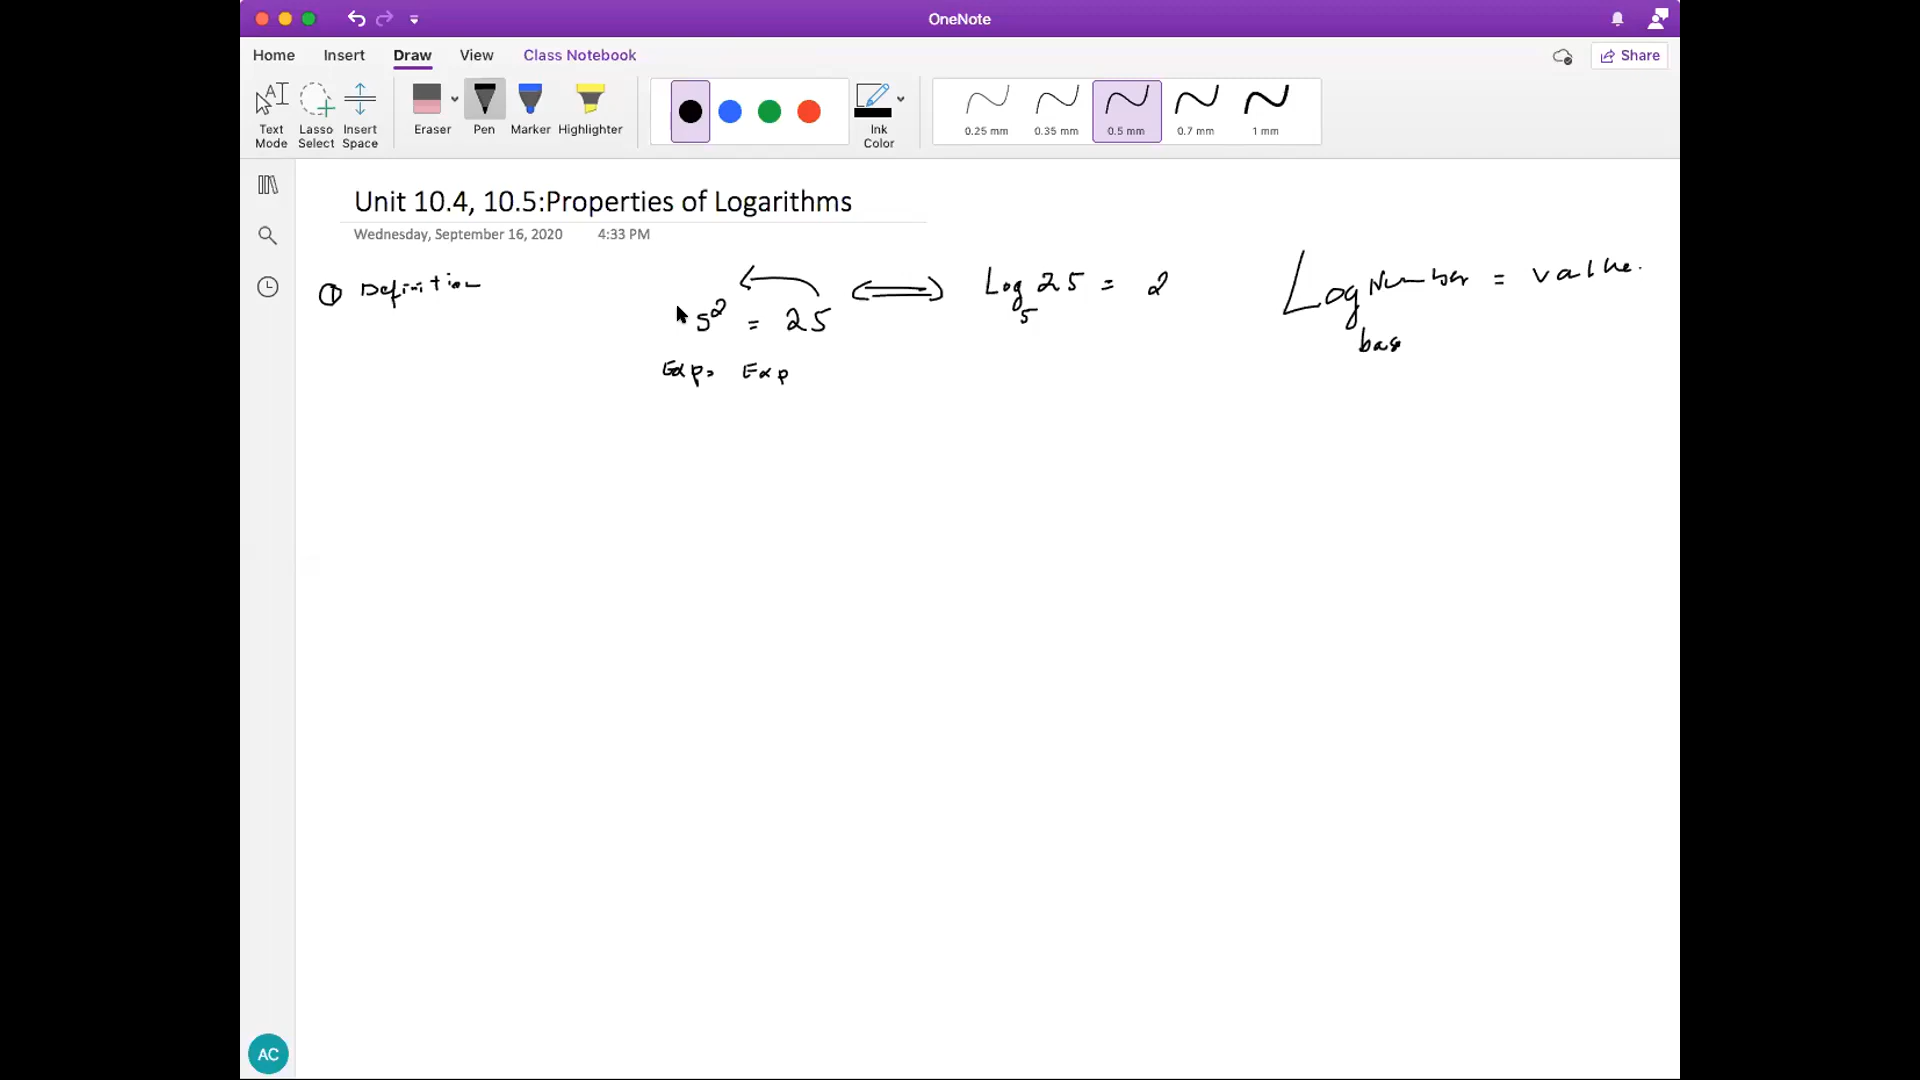 OneNote
Home Insert Draw View Class Notebook Share
Text Mode
Lasso Select
Insert Space
Eraser Pen Marker Highlighter
Ink Color
0.25 mm 0.35 mm 0.5 mm 0.7 mm 1 mm
Unit 10.4, 10.5:Properties of Logarithms
Wednesday, September 16, 2020 4:33 PM
① Definition
5² = 25 ⟺ Log₅ 25 = 2
Exp. Exp
Log Number = value.
bas
AC